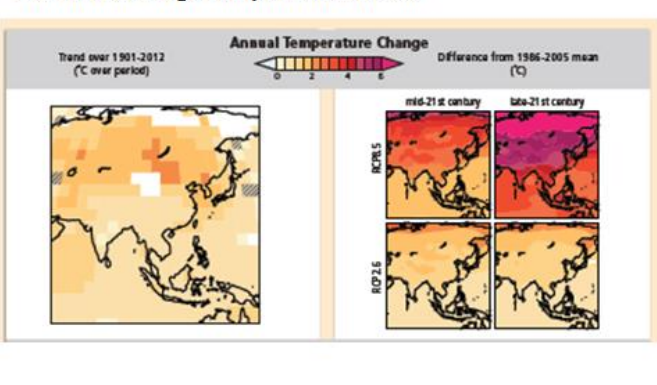 Annual Temperature Change
Trend over 1901-2012
(°C over period)
0 2 4 6
Difference from 1986-2005 mean
(°C)
mid-21st century
late-21st century
RCP8.5
RCP2.6